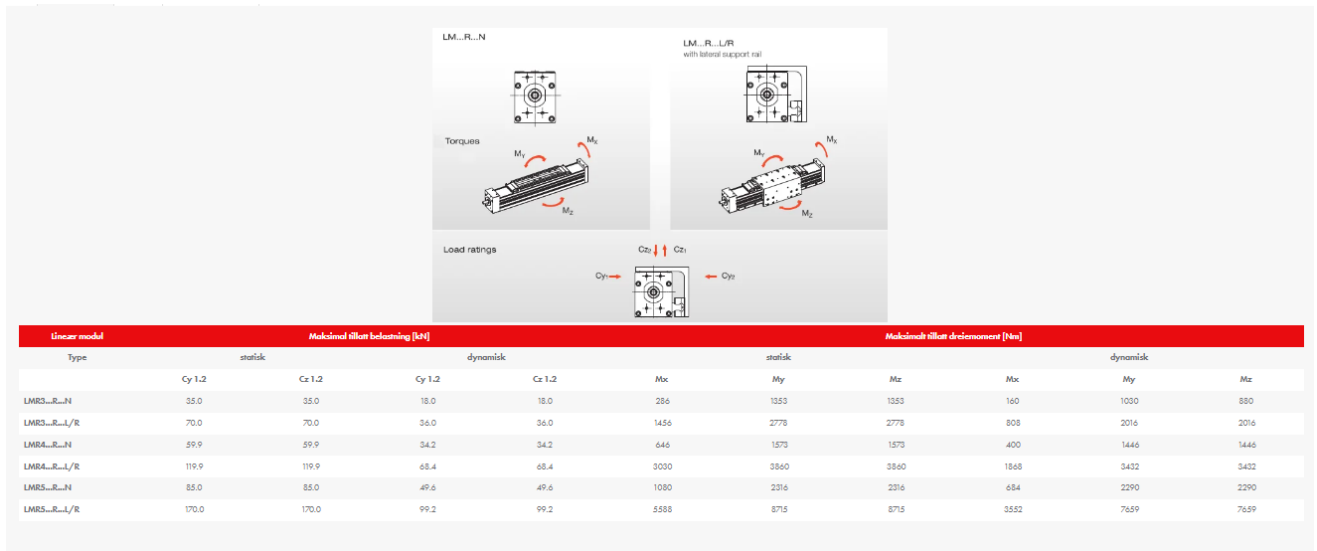 LM...R...N
LM...R...L/R
with lateral support rail
Torques
MY MX MZ
MY MX MZ
Load ratings
Cz2 Cz1
Cy1 Cy2
Lineær modul Maksimal tillatt belastning [kN] Maksimalt tillatt dreiemoment [Nm]
Type statisk dynamisk statisk dynamisk
Cy 1.2 Cz 1.2 Cy 1.2 Cz 1.2 Mx My Mz Mx My Mz
LMR3...R...N 35.0 35.0 18.0 18.0 286 1353 1353 160 1030 880
LMR3...R...L/R 70.0 70.0 36.0 36.0 1456 2778 2778 808 2016 2016
LMR4...R...N 59.9 59.9 34.2 34.2 646 1573 1573 400 1446 1446
LMR4...R...L/R 119.9 119.9 68.4 68.4 3030 3860 3860 1868 3432 3432
LMR5...R...N 85.0 85.0 49.6 49.6 1080 2316 2316 684 2290 2290
LMR5...R...L/R 170.0 170.0 99.2 99.2 5588 8715 8715 3552 7659 7659